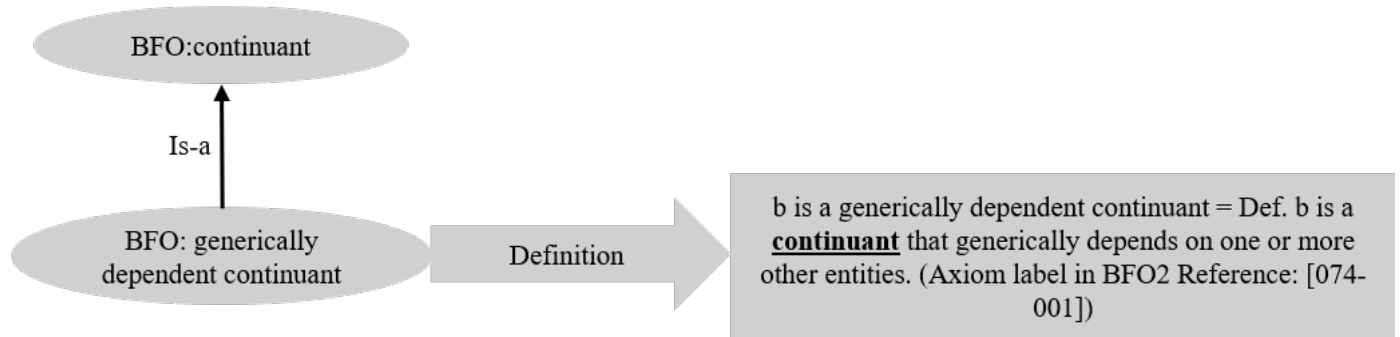 BFO:continuant
Is-a
BFO: generically
dependent continuant
Definition
b is a generically dependent continuant = Def. b is a
continuant that generically depends on one or more
other entities. (Axiom label in BFO2 Reference: [074-
001])